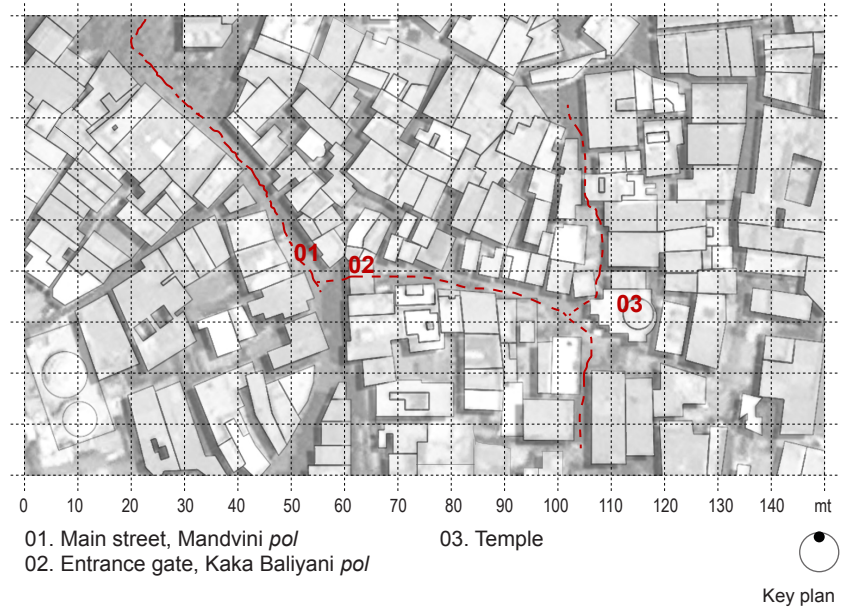 01
02
03
0 10 20 30 40 50 60 70 80 90 100 110 120 130 140 mt
01. Main street, Mandvini pol
02. Entrance gate, Kaka Baliyani pol
03. Temple
Key plan